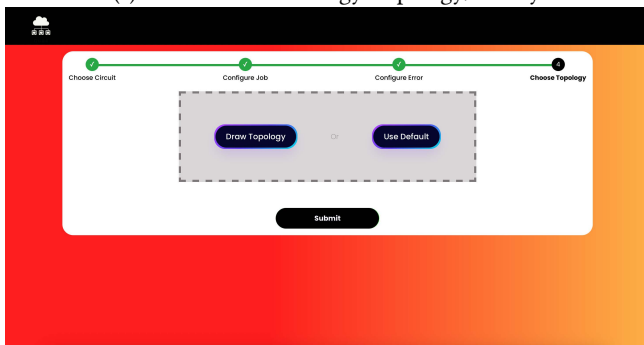 Choose Circuit
Configure Job
Configure Error
4
Choose Topology
Draw Topology
Or
Use Default
Submit